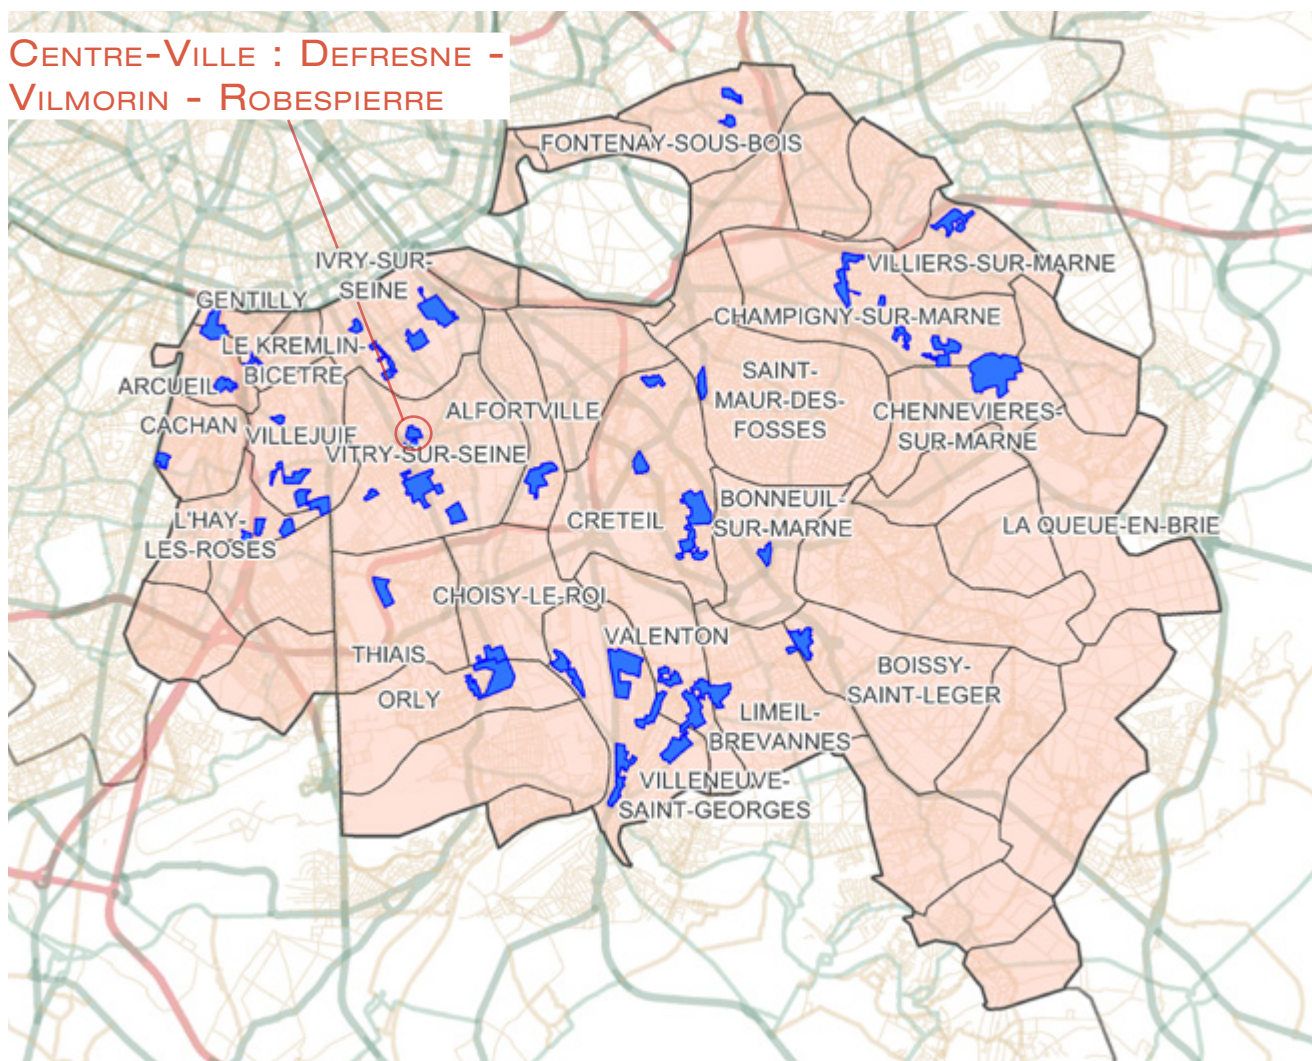 Centre-Ville : Defresne -
Vilmorin - Robespierre
FONTENAY-SOUS-BOIS
IVRY-SUR-
SEINE
GENTILLY
VILLIERS-SUR-MARNE
CHAMPIGNY-SUR-MARNE
LE KREMLIN-
BICETRE
ARCUEIL
SAINT-
MAUR-DES-
FOSSES
CACHAN
VILLEJUIF
ALFORTVILLE
CHENNEVIERES-
SUR-MARNE
VITRY-SUR-SEINE
L'HAY-
LES-ROSES
CRETEIL
BONNEUIL-
SUR-MARNE
LA QUEUE-EN-BRIE
CHOISY-LE-ROI
VALENTON
THIAIS
ORLY
BOISSY-
SAINT-LEGER
LIMEIL-
BREVANNES
VILLENEUVE-
SAINT-GEORGES